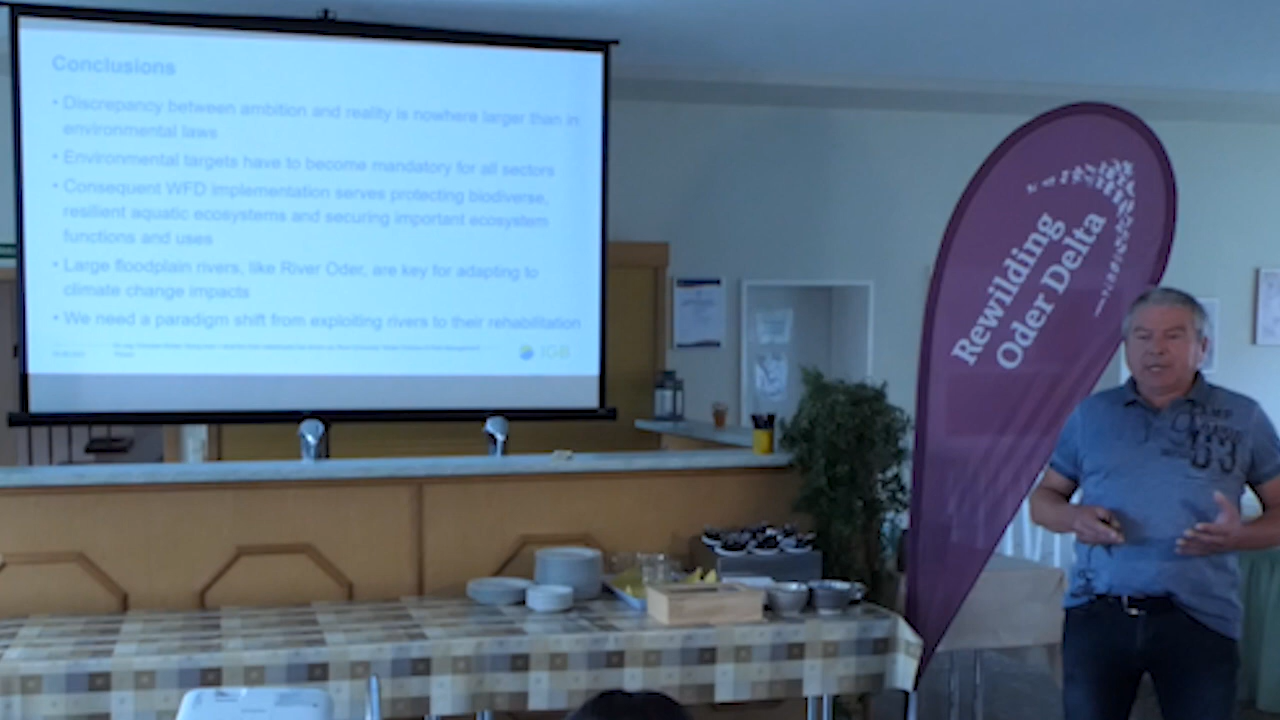 Conclusions
• Discrepancy between ambition and reality is nowhere larger than in
environmental laws
• Environmental targets have to become mandatory for all sectors
• Consequent WFD implementation serves protecting biodiverse,
resilient aquatic ecosystems and securing important ecosystem
functions and uses
• Large floodplain rivers, like River Oder, are key for adapting to
climate change impacts
• We need a paradigm shift from exploiting rivers to their rehabilitation
IGB
Rewilding
Oder Delta